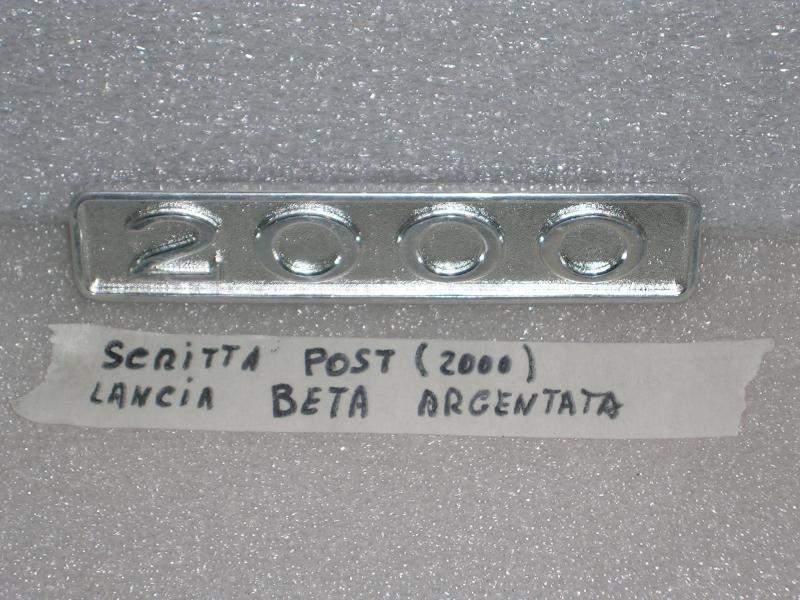 2000
SCRITTA POST (2000)
LANCIA BETA ARGENTATA